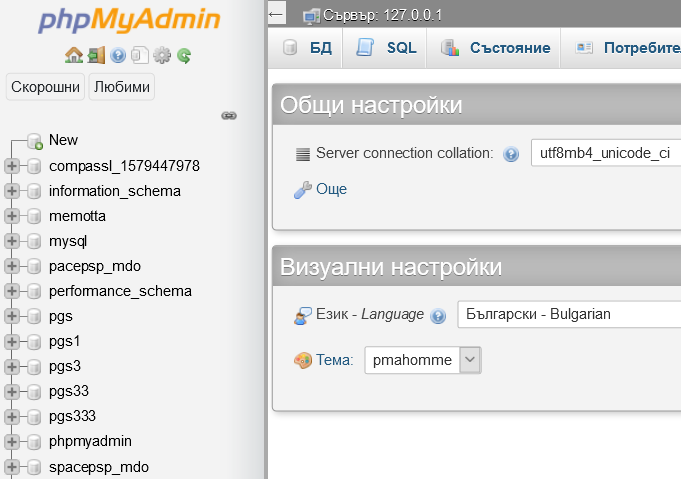 phpMyAdmin
Скорошни Любими
New
compassl_1579447978
information_schema
memotta
mysql
pacepsp_mdo
performance_schema
pgs
pgs1
pgs3
pgs33
pgs333
phpmyadmin
spacepsp_mdo
← Сървър: 127.0.0.1
БД SQL Състояние Потребите
Общи настройки
Server connection collation: utf8mb4_unicode_ci
Още
Визуални настройки
Език - Language Български - Bulgarian
Тема: pmahomme